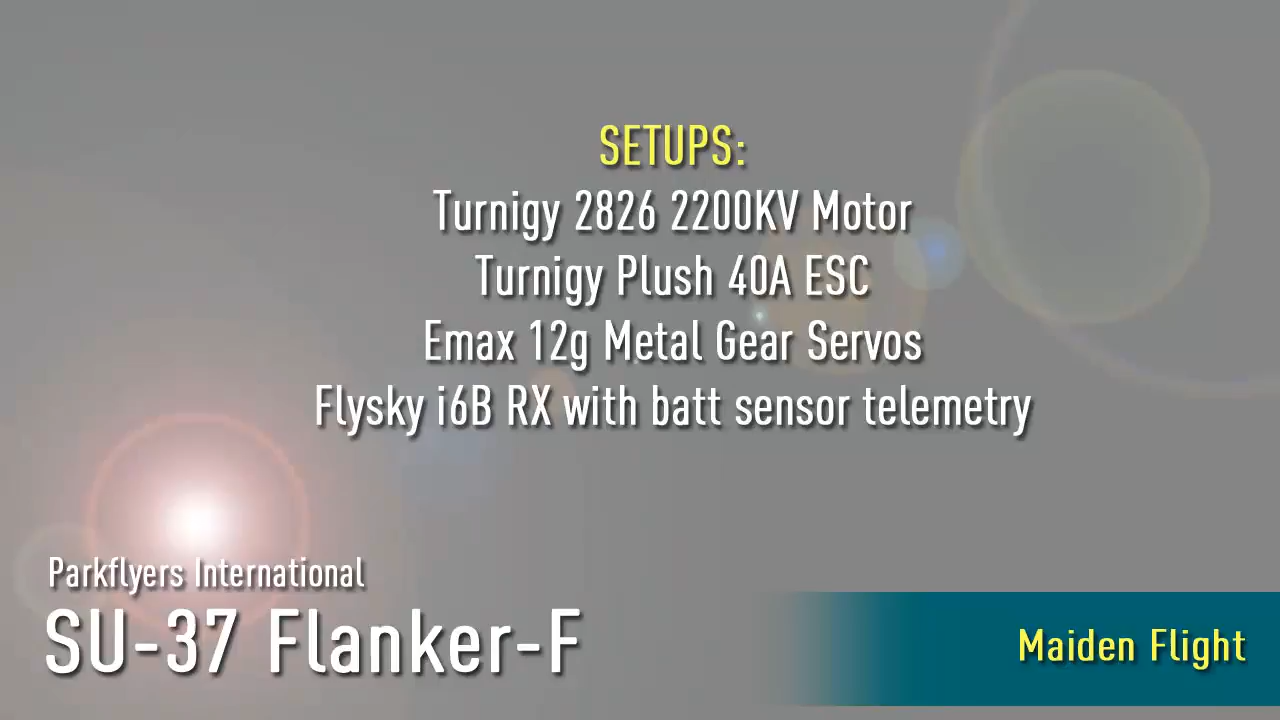 SETUPS:
Turnigy 2826 2200KV Motor
Turnigy Plush 40A ESC
Emax 12g Metal Gear Servos
Flysky i6B RX with batt sensor telemetry
Parkflyers International
SU-37 Flanker-F
Maiden Flight